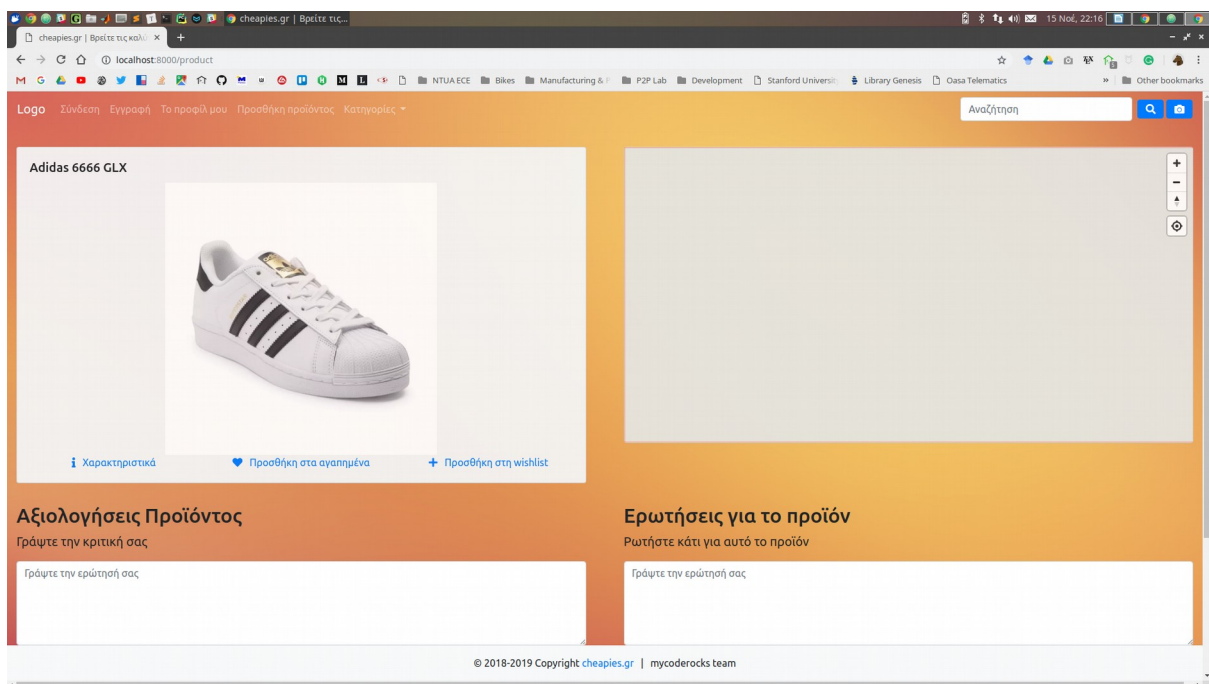 cheapies.gr | Βρείτε τις...
15 Νοέ, 22:16
cheapies.gr | Βρείτε τις καλύ
localhost:8000/product
NTUA ECE Bikes Manufacturing & P2P Lab Development Stanford Universit Library Genesis Oasa Telematics » Other bookmarks
Logo Σύνδεση Εγγραφή Το προφίλ μου Προσθήκη προϊόντος Κατηγορίες Αναζήτηση
Adidas 6666 GLX
Χαρακτηριστικά Προσθήκη στα αγαπημένα Προσθήκη στη wishlist
Αξιολογήσεις Προϊόντος
Γράψτε την κριτική σας
Γράψτε την ερώτησή σας
Ερωτήσεις για το προϊόν
Ρωτήστε κάτι για αυτό το προϊόν
Γράψτε την ερώτησή σας
© 2018-2019 Copyright cheapies.gr | mycoderocks team